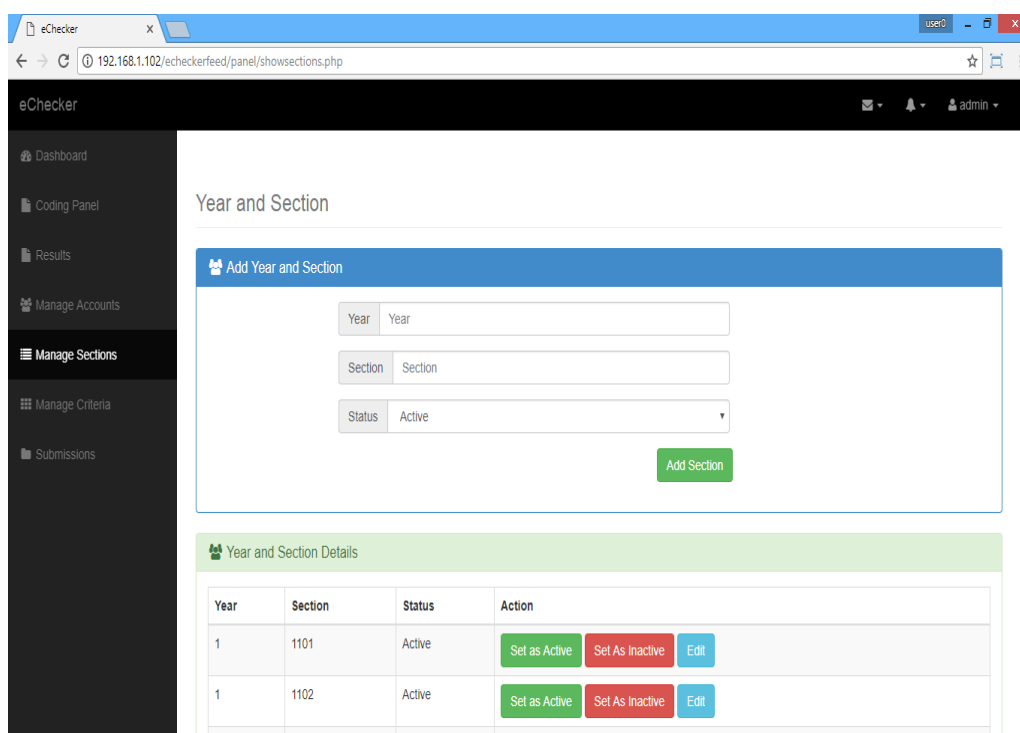 eChecker x
user0
192.168.1.102/echeckerfeed/panel/showsections.php
eChecker
admin
Dashboard
Coding Panel
Results
Manage Accounts
Manage Sections
Manage Criteria
Submissions
Year and Section
Add Year and Section
Year Year
Section Section
Status Active
Add Section
Year and Section Details
Year Section Status Action
1 1101 Active Set as Active Set As Inactive Edit
1 1102 Active Set as Active Set As Inactive Edit